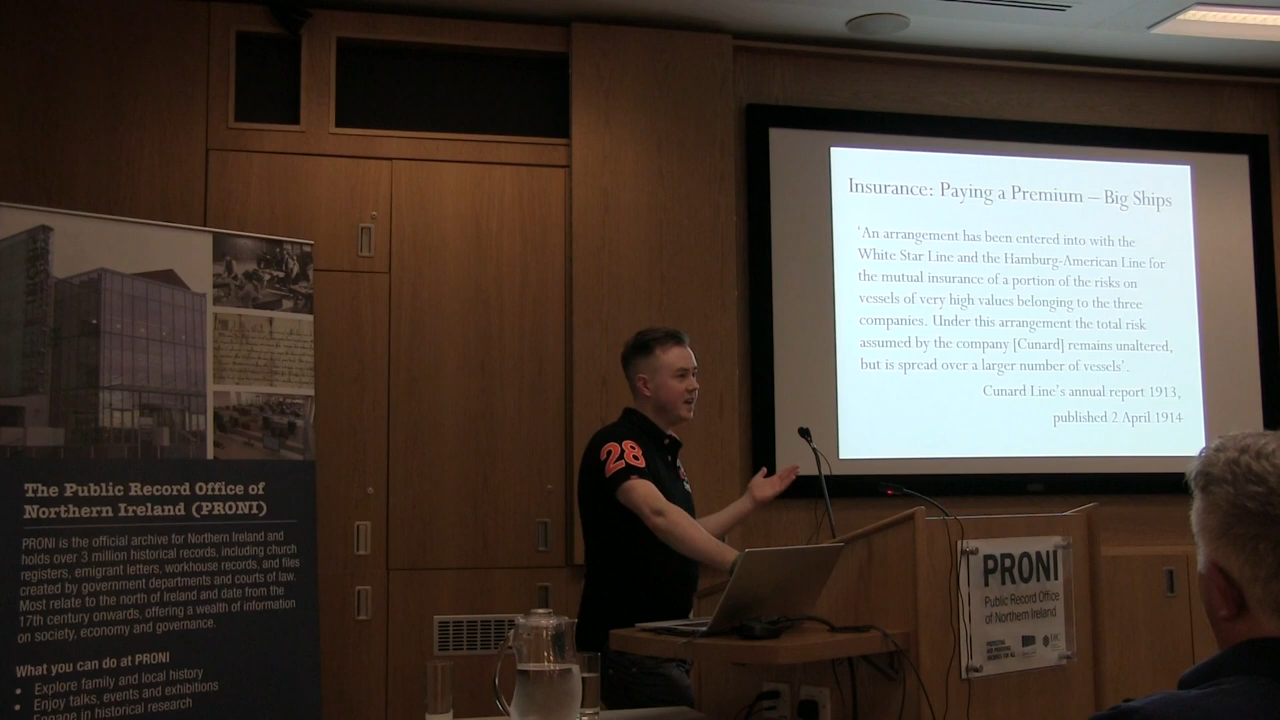 Insurance: Paying a Premium – Big Ships
‘An arrangement has been entered into with the
White Star Line and the Hamburg-American Line for
the mutual insurance of a portion of the risks on
vessels of very high values belonging to the three
companies. Under this arrangement the total risk
assumed by the company [Cunard] remains unaltered,
but is spread over a larger number of vessels’.
Cunard Line’s annual report 1913,
published 2 April 1914
28
The Public Record Office of
Northern Ireland (PRONI)
PRONI is the official archive for Northern Ireland and
holds over 3 million historical records, including church
registers, emigrant letters, workhouse records, and files
created by government departments and courts of law.
Most relate to the north of Ireland and date from the
17th century onwards, offering a wealth of information
on society, economy and governance.
What you can do at PRONI
• Explore family and local history
• Enjoy talks, events and exhibitions
• Engage in historical research
PRONI
Public Record Office
of Northern Ireland